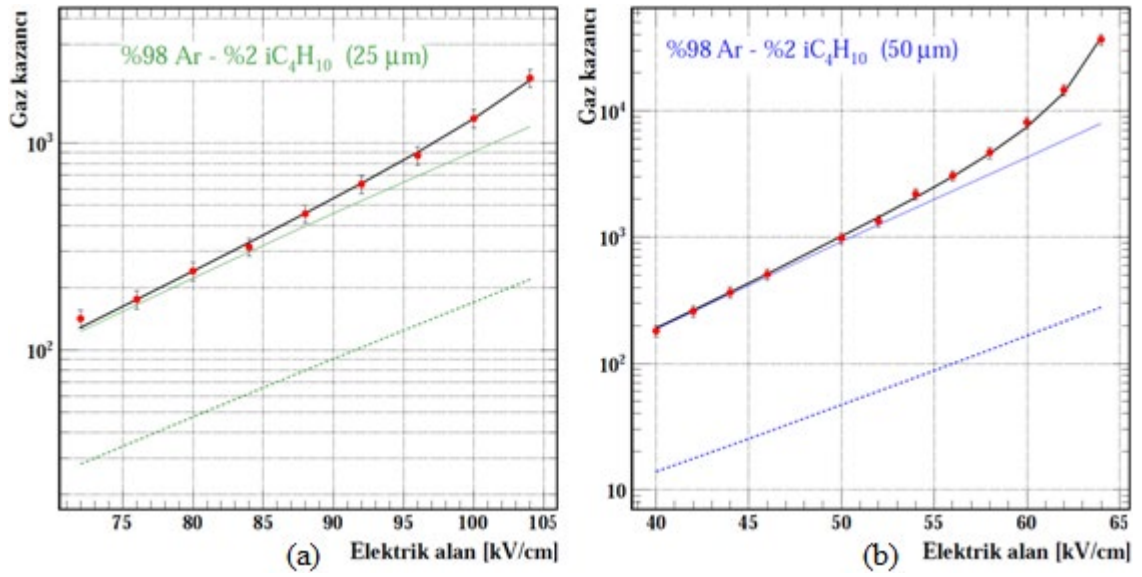 %98 Ar - %2 iC₄H₁₀ (25 μm)
Gaz kazancı
10³
10²
75 80 85 90 95 100 105
Elektrik alan [kV/cm]
(a)
%98 Ar - %2 iC₄H₁₀ (50 μm)
Gaz kazancı
10⁴
10³
10²
10
40 45 50 55 60 65
Elektrik alan [kV/cm]
(b)